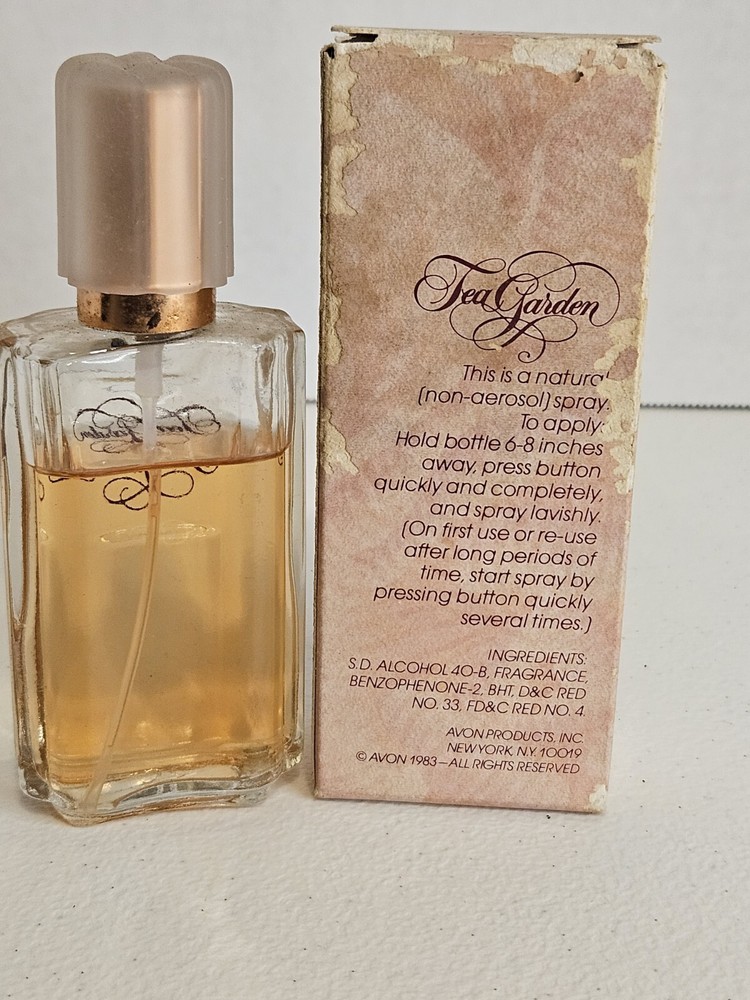 Tea Garden
This is a natural
(non-aerosol) spray.
To apply:
Hold bottle 6-8 inches
away, press button
quickly and completely,
and spray lavishly.
(On first use or re-use
after long periods of
time, start spray by
pressing button quickly
several times.)
INGREDIENTS:
S.D. ALCOHOL 40-B, FRAGRANCE,
BENZOPHENONE-2, BHT, D&C RED
NO. 33, FD&C RED NO. 4.
AVON PRODUCTS, INC.
NEW YORK, N.Y. 10019
© AVON 1983—ALL RIGHTS RESERVED
Tea Garden